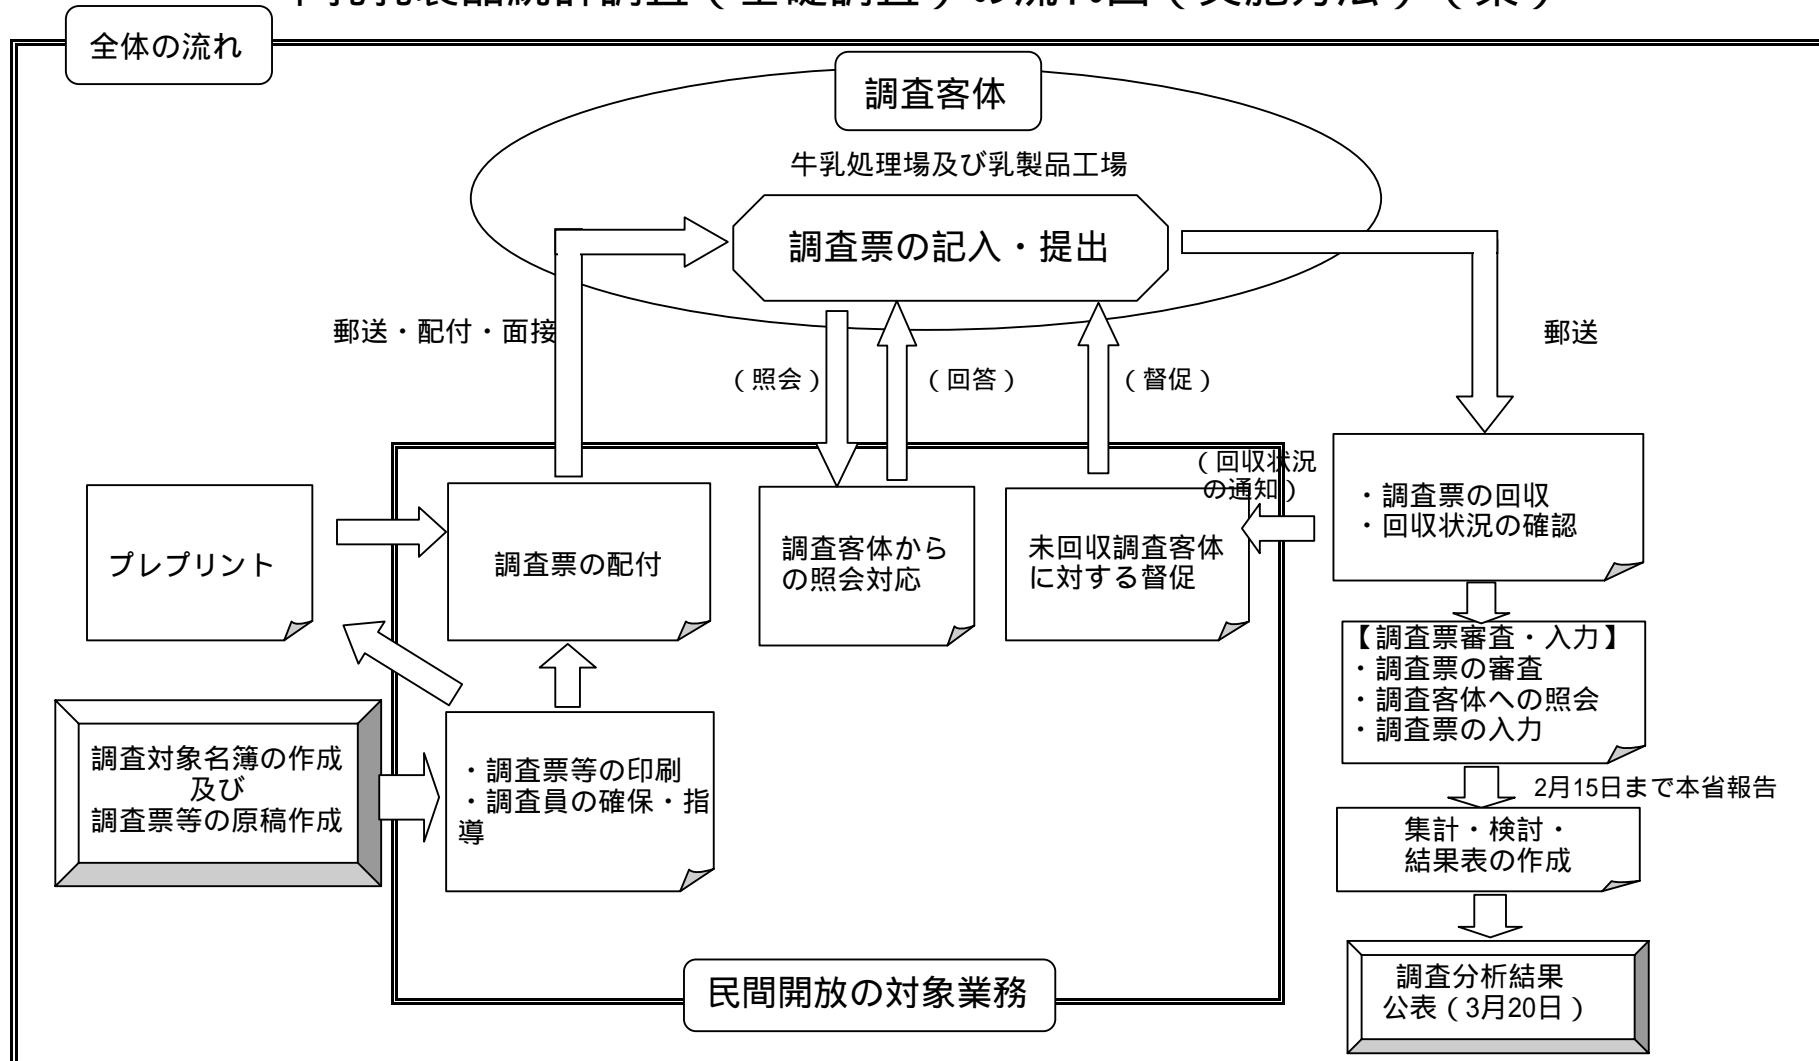 全体の流れ
調査客体
牛乳処理場及び乳製品工場
調査票の記入・提出
郵送・配付・面接
郵送
（照会）
（回答）
（督促）
（回収状況
の通知）
・調査票の回収
・回収状況の確認
プレプリント
調査票の配付
調査客体から
の照会対応
未回収調査客体
に対する督促
【調査票審査・入力】
・調査票の審査
・調査客体への照会
・調査票の入力
調査対象名簿の作成
及び
調査票等の原稿作成
・調査票等の印刷
・調査員の確保・指
導
2月15日まで本省報告
集計・検討・
結果表の作成
民間開放の対象業務
調査分析結果
公表（3月20日）